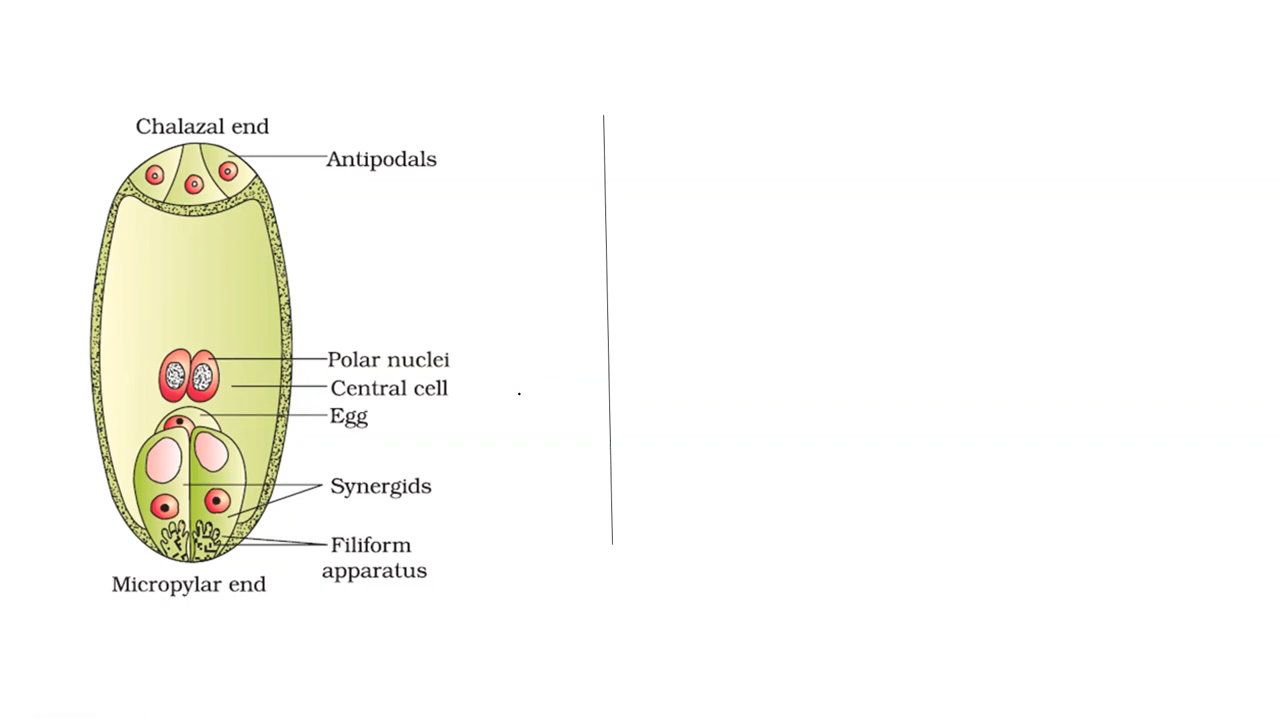 Chalazal end
Antipodals
Polar nuclei
Central cell
Egg
Synergids
Filiform
apparatus
Micropylar end